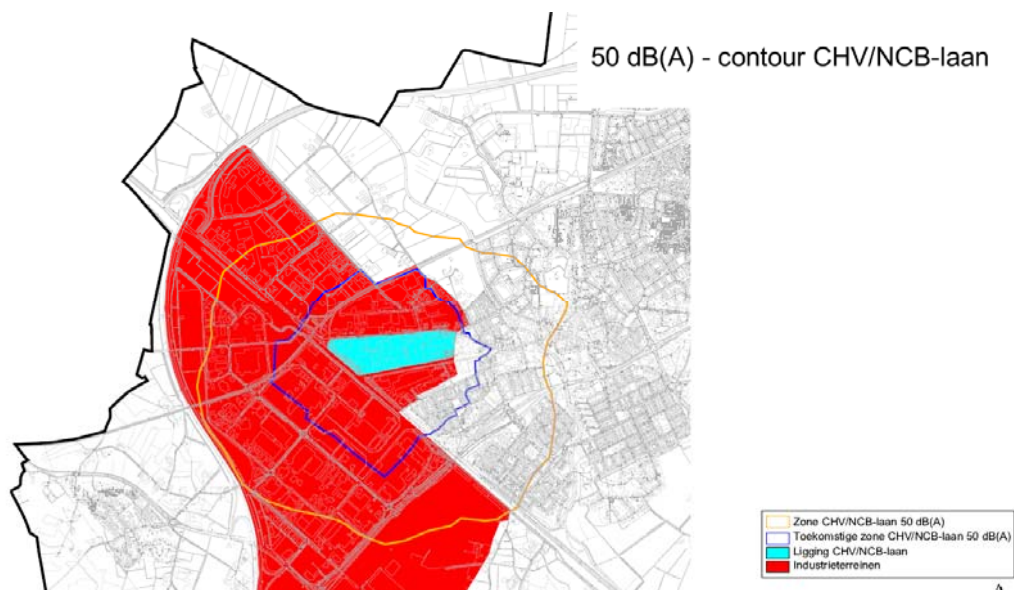 50 dB(A) - contour CHV/NCB-laan
Zone CHV/NCB-laan 50 dB(A)
Toekomstige zone CHV/NCB-laan 50 dB(A)
Ligging CHV/NCB-laan
Industrieterreinen